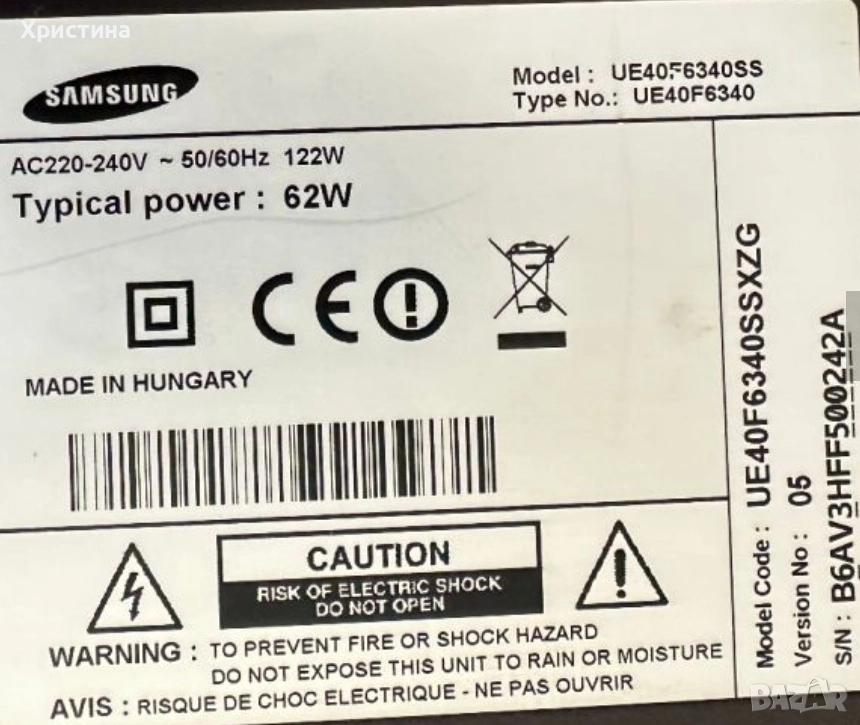 Христина
SAMSUNG
Model : UE40F6340SS
Type No.: UE40F6340
AC220-240V ~ 50/60Hz 122W
Typical power : 62W
CE
MADE IN HUNGARY
CAUTION
RISK OF ELECTRIC SHOCK
DO NOT OPEN
WARNING : TO PREVENT FIRE OR SHOCK HAZARD
DO NOT EXPOSE THIS UNIT TO RAIN OR MOISTURE
AVIS : RISQUE DE CHOC ELECTRIQUE - NE PAS OUVRIR
Model Code : UE40F6340SSXZG
Version No : 05
S/N : B6AV3HFF500242A
BAZAR